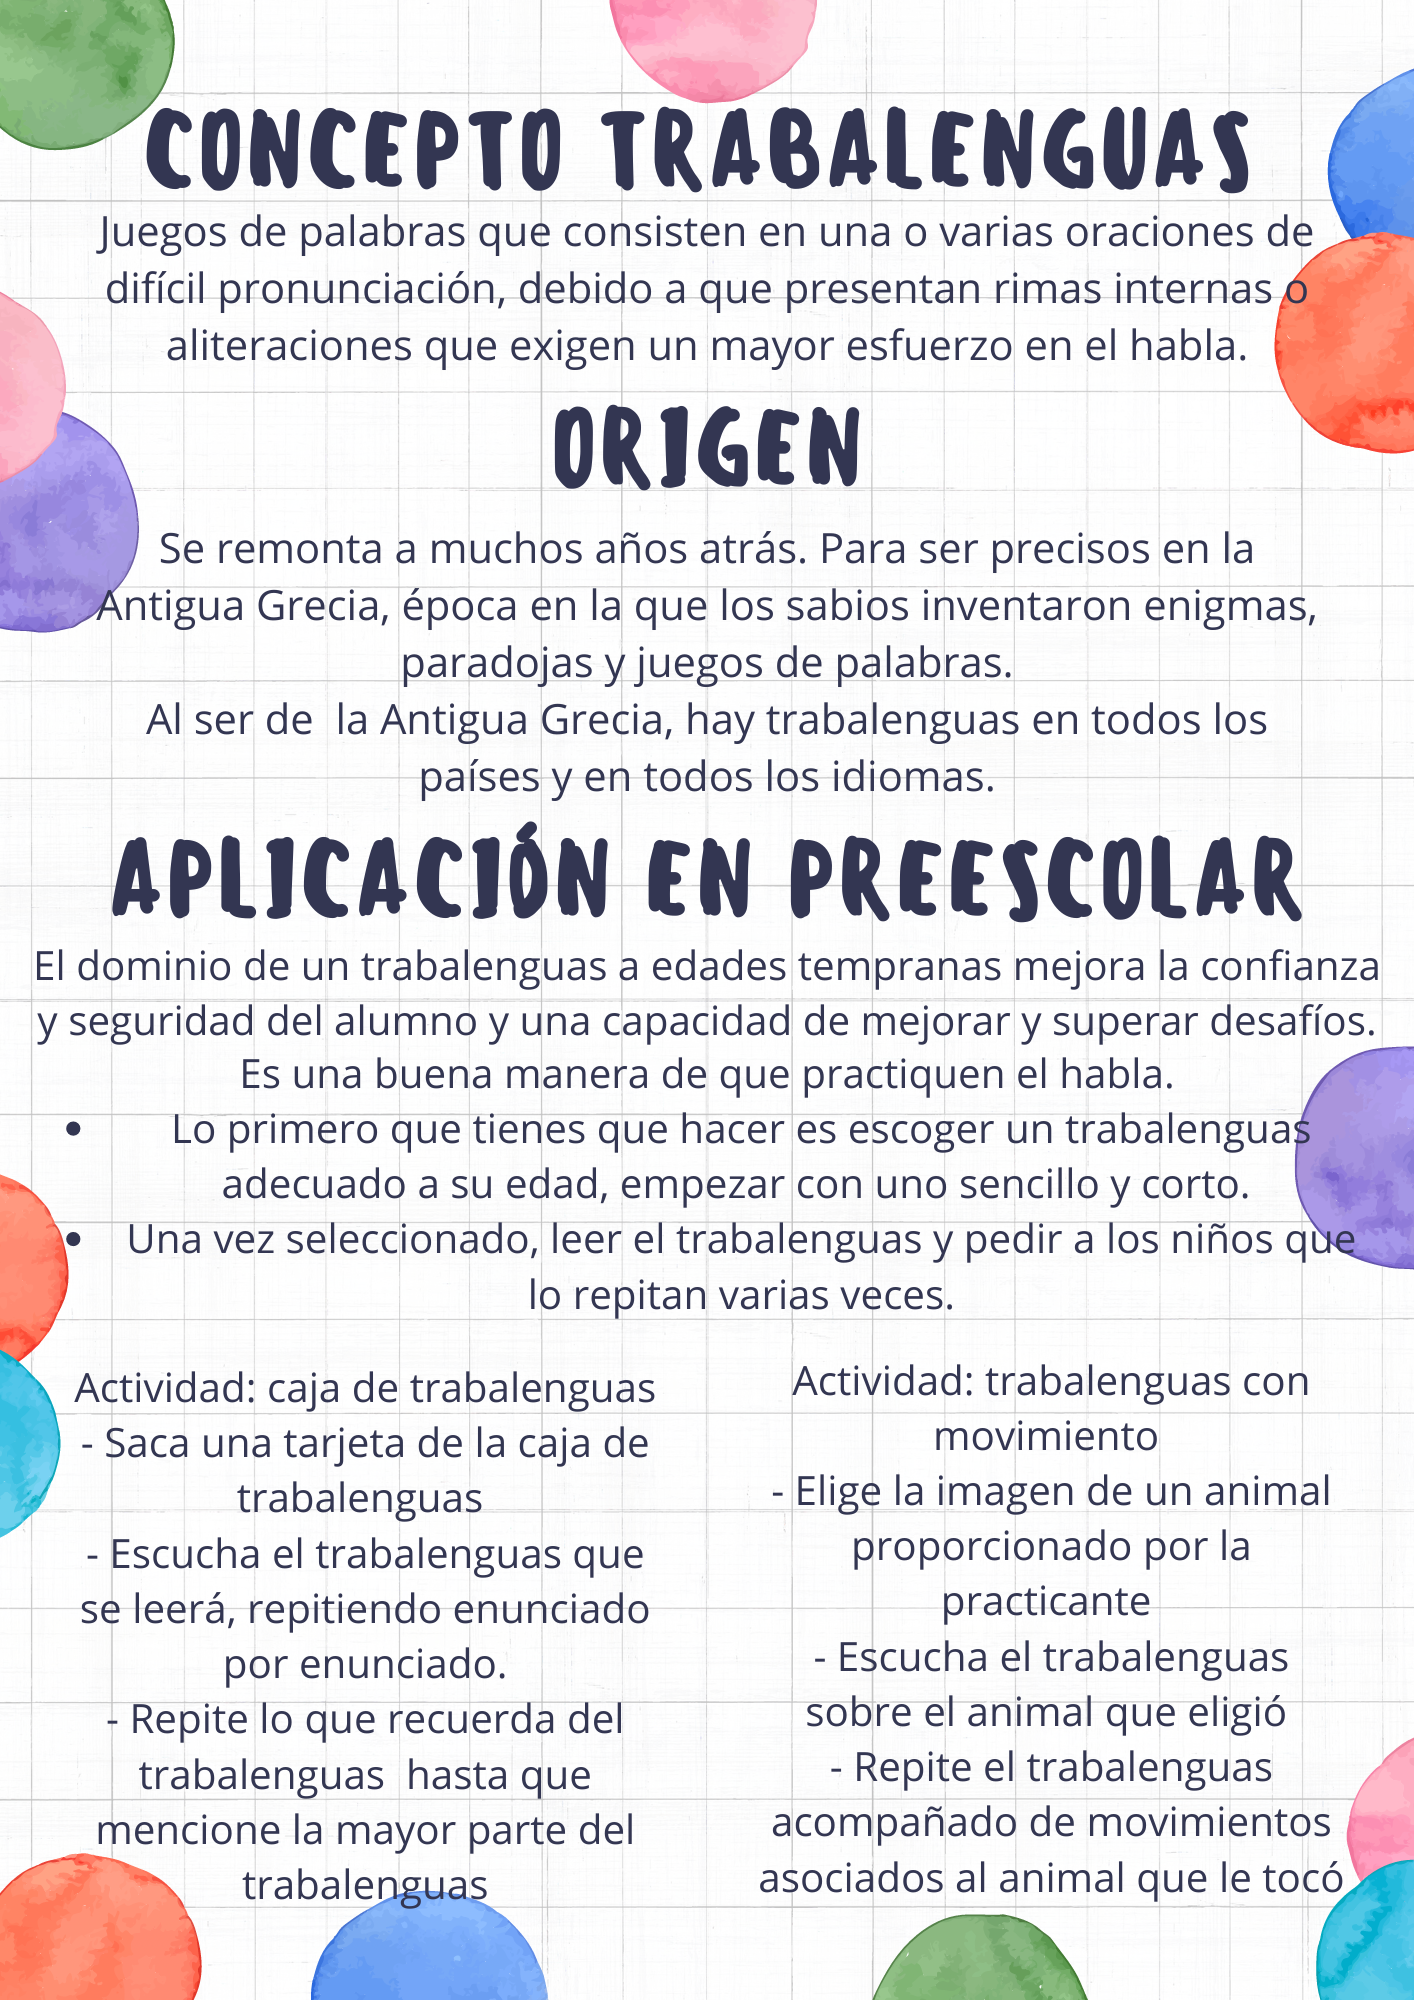 CONCEPTO TRABALENGUAS
Juegos de palabras que consisten en una o varias oraciones de
difícil pronunciación, debido a que presentan rimas internas o
aliteraciones que exigen un mayor esfuerzo en el habla.
ORIGEN
Se remonta a muchos años atrás. Para ser precisos en la
Antigua Grecia, época en la que los sabios inventaron enigmas,
paradojas y juegos de palabras.
Al ser de la Antigua Grecia, hay trabalenguas en todos los
países y en todos los idiomas.
APLICACIÓN EN PREESCOLAR
El dominio de un trabalenguas a edades tempranas mejora la confianza
y seguridad del alumno y una capacidad de mejorar y superar desafíos.
Es una buena manera de que practiquen el habla.
• Lo primero que tienes que hacer es escoger un trabalenguas
adecuado a su edad, empezar con uno sencillo y corto.
• Una vez seleccionado, leer el trabalenguas y pedir a los niños que
lo repitan varias veces.
Actividad: caja de trabalenguas
- Saca una tarjeta de la caja de
trabalenguas
- Escucha el trabalenguas que
se leerá, repitiendo enunciado
por enunciado.
- Repite lo que recuerda del
trabalenguas hasta que
mencione la mayor parte del
trabalenguas
Actividad: trabalenguas con
movimiento
- Elige la imagen de un animal
proporcionado por la
practicante
- Escucha el trabalenguas
sobre el animal que eligió
- Repite el trabalenguas
acompañado de movimientos
asociados al animal que le tocó